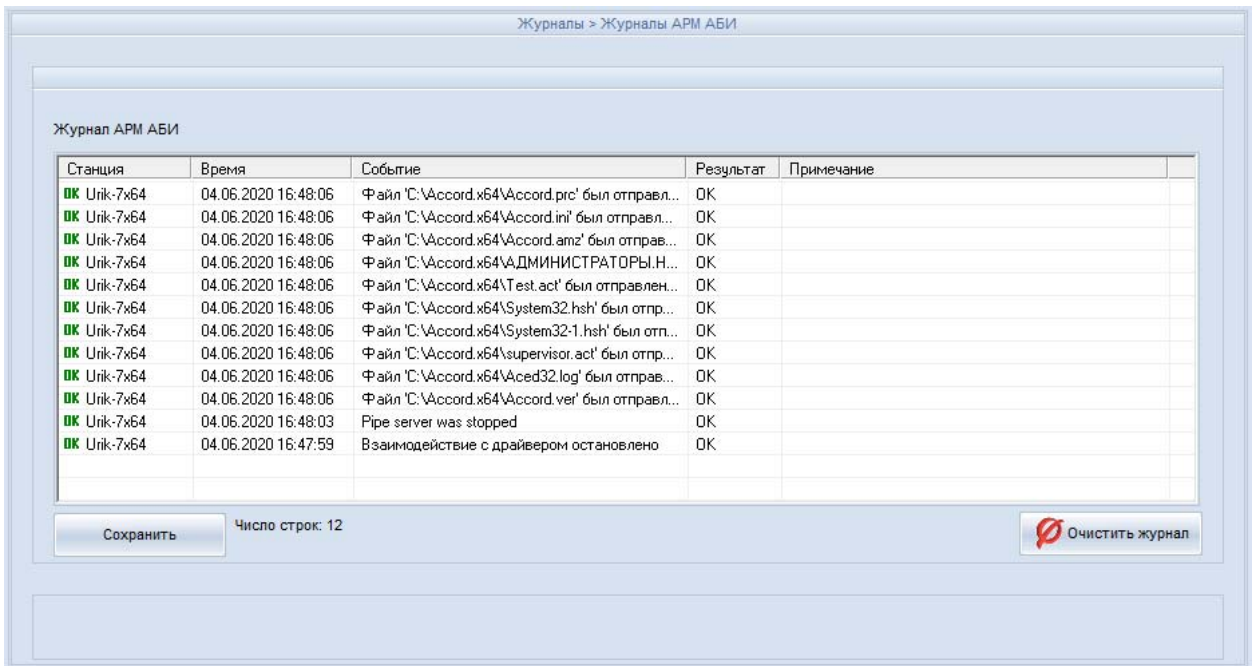 Журналы > Журналы АРМ АБИ
Журнал АРМ АБИ
Станция Время Событие Результат Примечание
OK Urik-7x64 04.06.2020 16:48:06 Файл 'C:\Accord.x64\Accord.prc' был отправл... OK
OK Urik-7x64 04.06.2020 16:48:06 Файл 'C:\Accord.x64\Accord.ini' был отправл... OK
OK Urik-7x64 04.06.2020 16:48:06 Файл 'C:\Accord.x64\Accord.amz' был отправ... OK
OK Urik-7x64 04.06.2020 16:48:06 Файл 'C:\Accord.x64\АДМИНИСТРАТОРЫ.H... OK
OK Urik-7x64 04.06.2020 16:48:06 Файл 'C:\Accord.x64\Test.act' был отправлен... OK
OK Urik-7x64 04.06.2020 16:48:06 Файл 'C:\Accord.x64\System32.hsh' был отпр... OK
OK Urik-7x64 04.06.2020 16:48:06 Файл 'C:\Accord.x64\System32-1.hsh' был отп... OK
OK Urik-7x64 04.06.2020 16:48:06 Файл 'C:\Accord.x64\supervisor.act' был отпр... OK
OK Urik-7x64 04.06.2020 16:48:06 Файл 'C:\Accord.x64\Aced32.log' был отправ... OK
OK Urik-7x64 04.06.2020 16:48:06 Файл 'C:\Accord.x64\Accord.ver' был отправл... OK
OK Urik-7x64 04.06.2020 16:48:03 Pipe server was stopped OK
OK Urik-7x64 04.06.2020 16:47:59 Взаимодействие с драйвером остановлено OK
Сохранить Число строк: 12 Очистить журнал